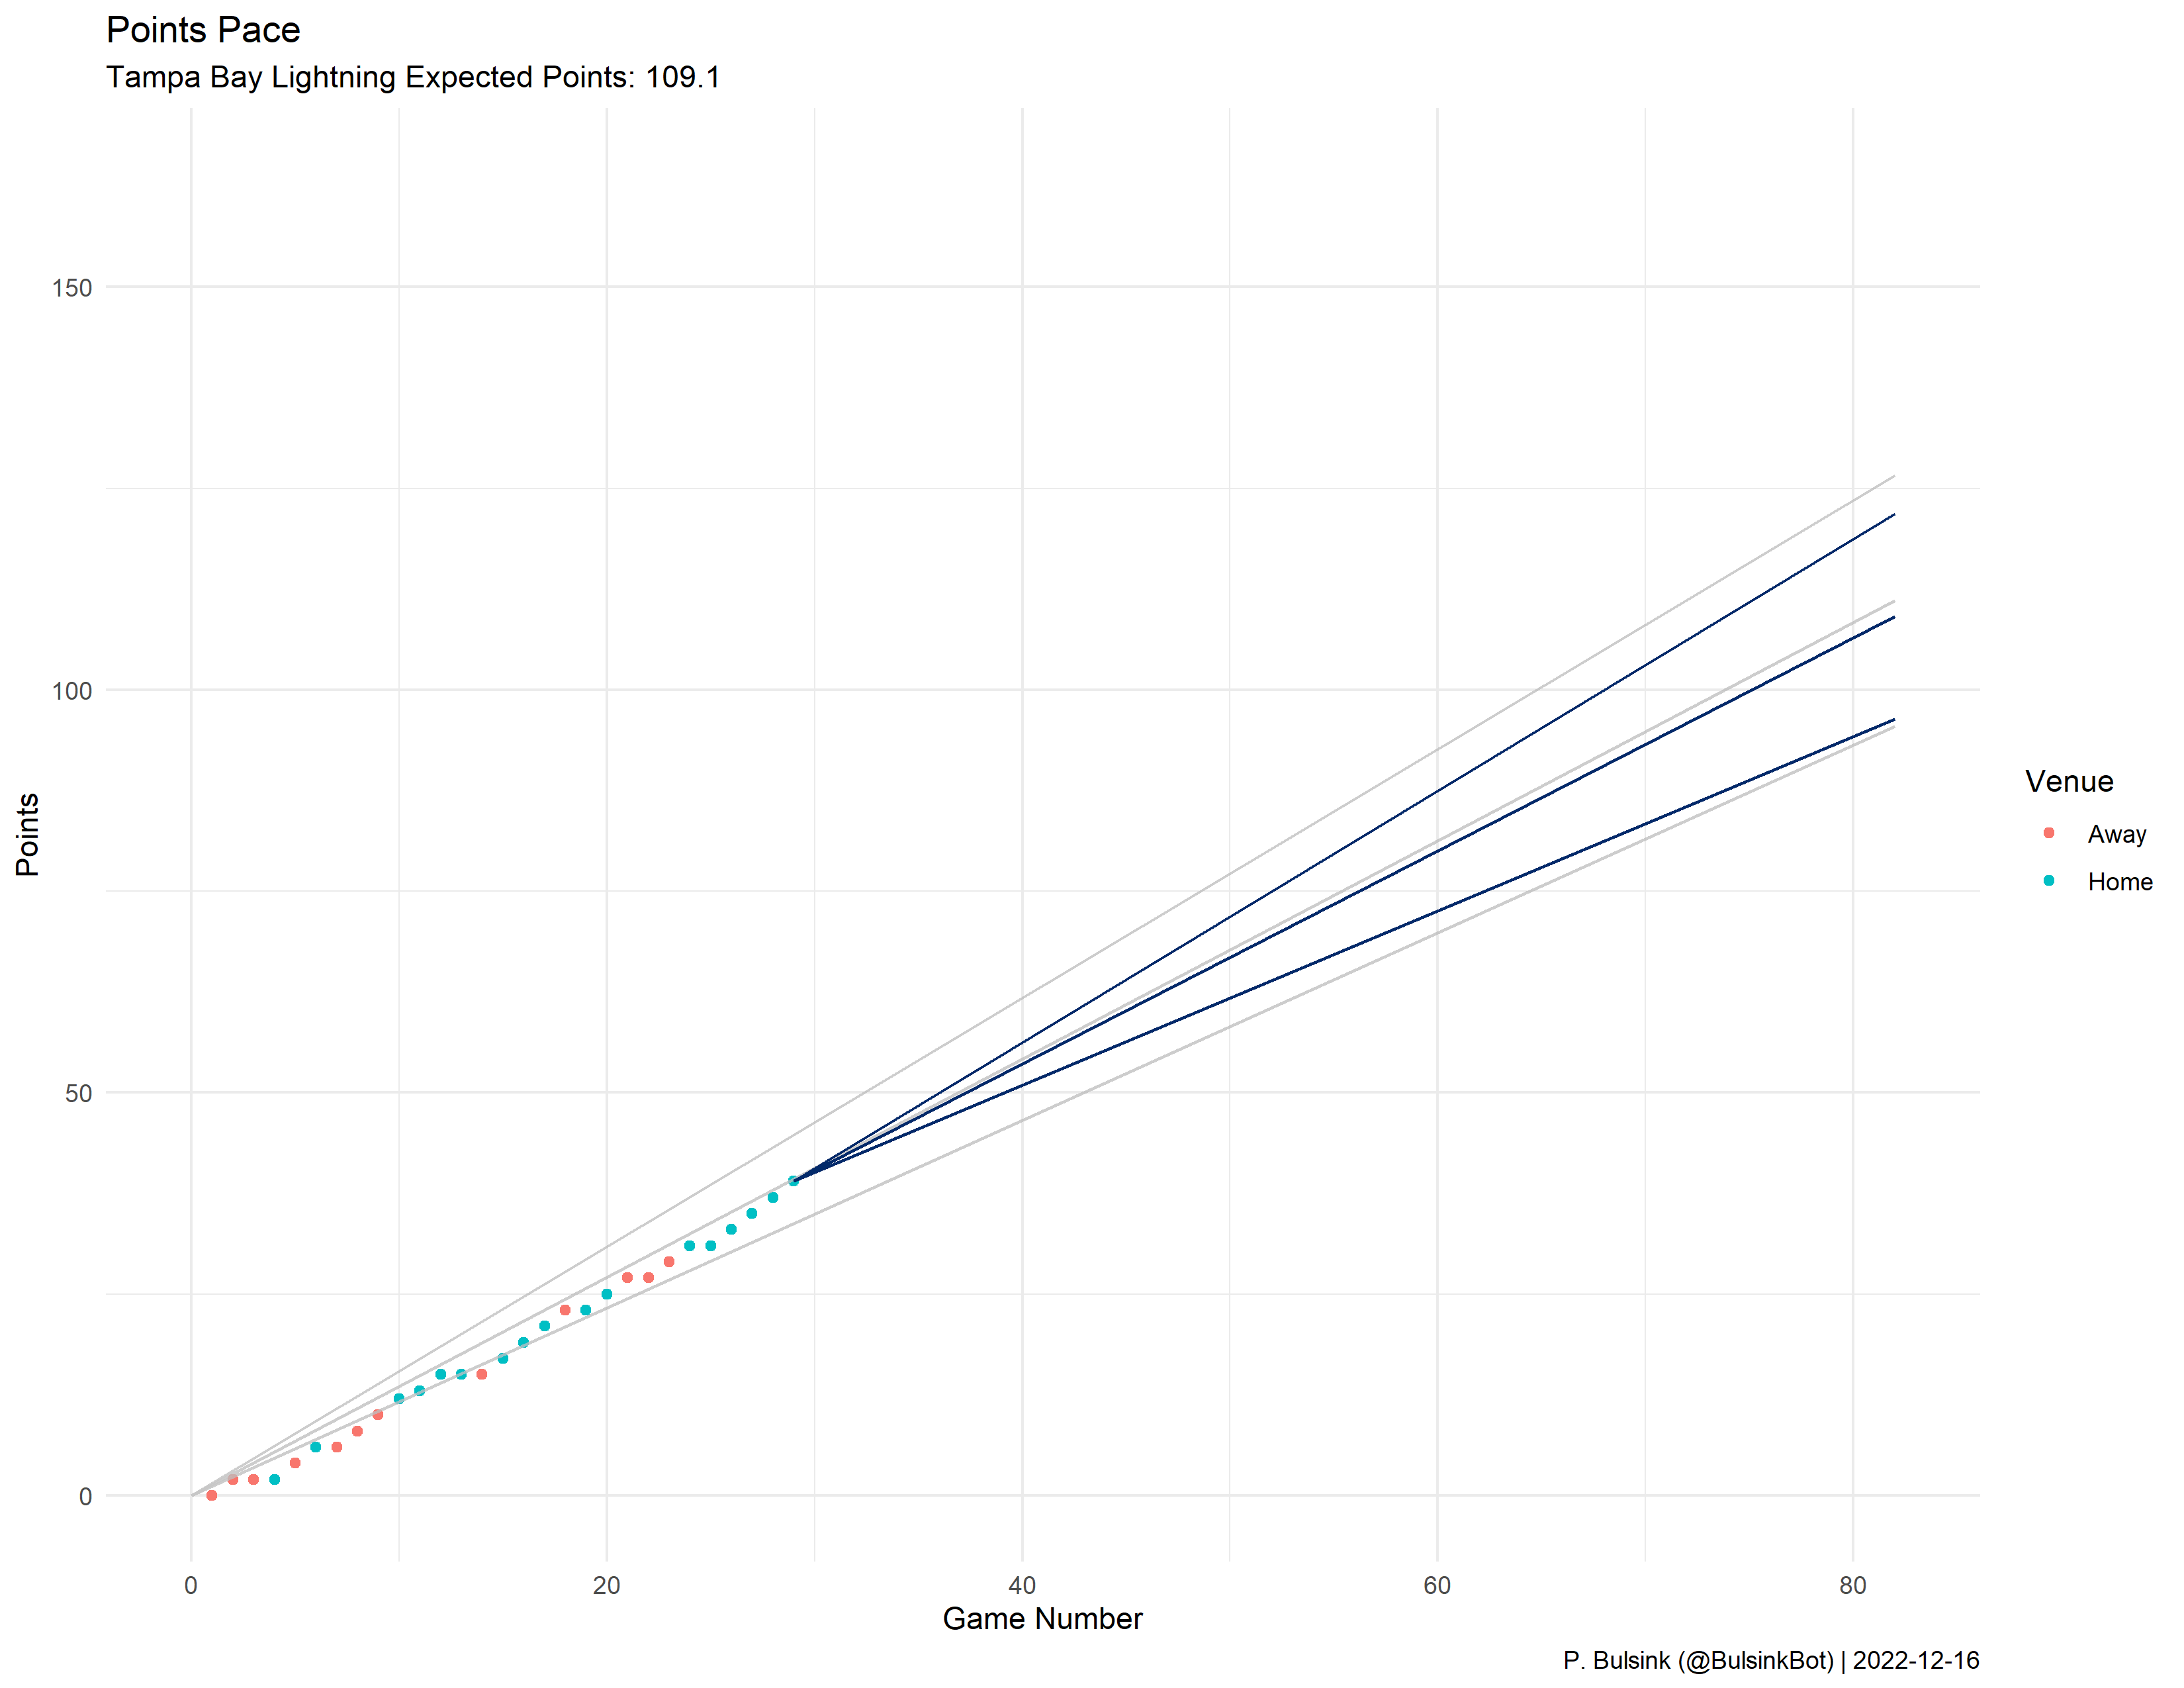 Points Pace
Tampa Bay Lightning Expected Points: 109.1
150
100
50
0
Points
0 20 40 60 80
Game Number
Venue
Away
Home
P. Bulsink (@BulsinkBot) | 2022-12-16